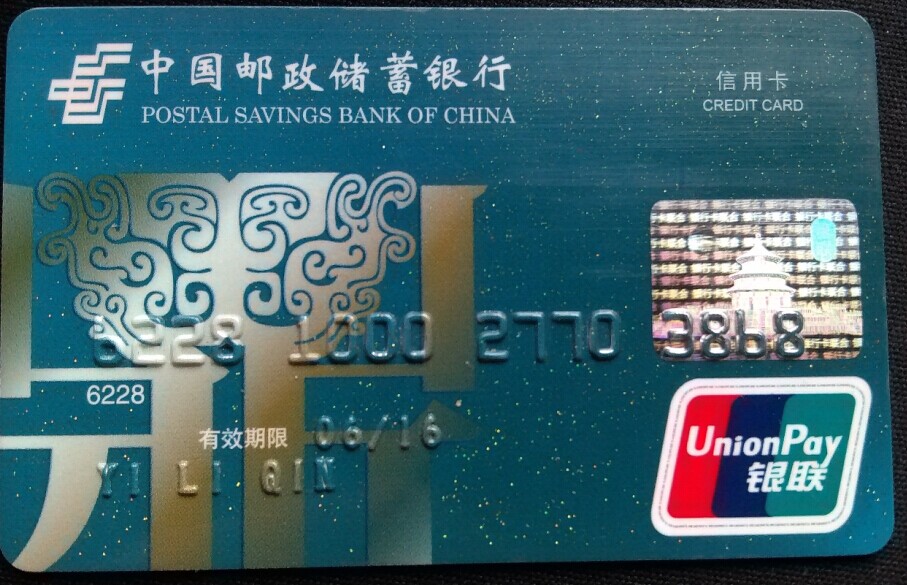 中国邮政储蓄银行
POSTAL SAVINGS BANK OF CHINA
信用卡
CREDIT CARD
6228 1000 2770 3868
6228
有效期限 06/16
YI LI QIN
UnionPay
银联